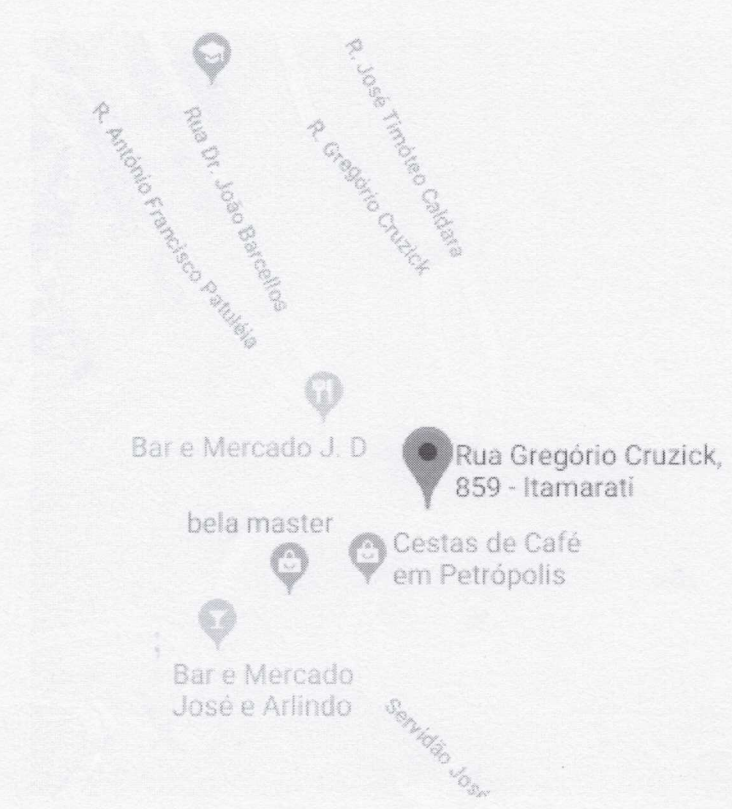 R. José Timóteo Caldara
R. Gregório Cruzick
Rua Dr. João Barcellos
R. Antônio Francisco Patuléia
Bar e Mercado J. D
Rua Gregório Cruzick,
859 - Itamarati
bela master
Cestas de Café
em Petrópolis
Bar e Mercado
José e Arlindo
Servidão José